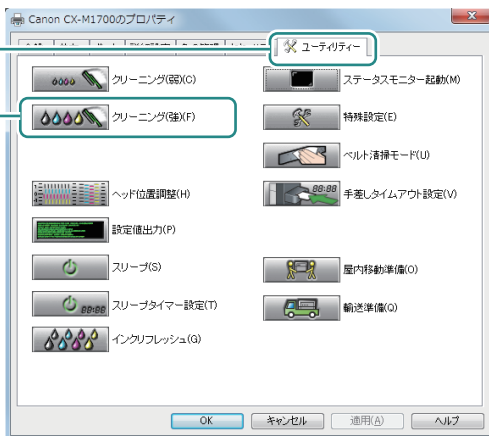 Canon CX-M1700のプロパティ
ユーティリティー
クリーニング(弱)(C)
ステータスモニター起動(M)
クリーニング(強)(F)
特殊設定(E)
ベルト清掃モード(U)
ヘッド位置調整(H)
88:88
手差しタイムアウト設定(V)
設定値出力(P)
スリープ(S)
屋内移動準備(O)
88:88
スリープタイマー設定(T)
輸送準備(Q)
インクリフレッシュ(G)
OK
キャンセル
適用(A)
ヘルプ